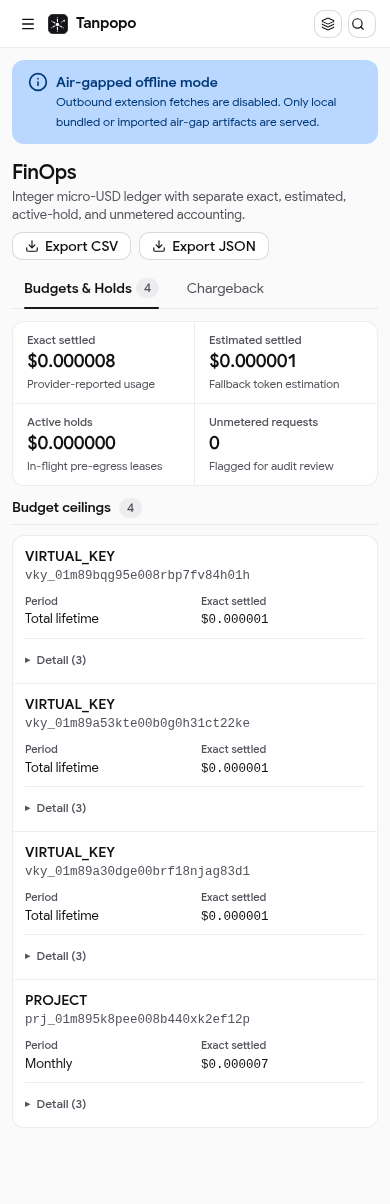 Tanpopo
Air-gapped offline mode
Outbound extension fetches are disabled. Only local
bundled or imported air-gap artifacts are served.
FinOps
Integer micro-USD ledger with separate exact, estimated,
active-hold, and unmetered accounting.
Export CSV Export JSON
Budgets & Holds 4 Chargeback
Exact settled
$0.000008
Provider-reported usage
Estimated settled
$0.000001
Fallback token estimation
Active holds
$0.000000
In-flight pre-egress leases
Unmetered requests
0
Flagged for audit review
Budget ceilings 4
VIRTUAL_KEY
vky_01m89bqg95e008rbp7fv84h01h
Period Exact settled
Total lifetime $0.000001
Detail (3)
VIRTUAL_KEY
vky_01m89a53kte00b0g0h31ct22ke
Period Exact settled
Total lifetime $0.000001
Detail (3)
VIRTUAL_KEY
vky_01m89a30dge00brf18njag83d1
Period Exact settled
Total lifetime $0.000001
Detail (3)
PROJECT
prj_01m895k8pee008b440xk2ef12p
Period Exact settled
Monthly $0.000007
Detail (3)